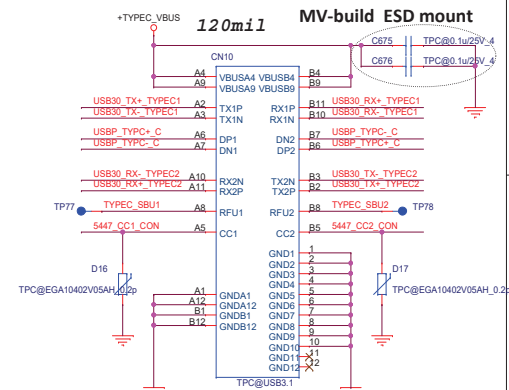 +TYPEC_VBUS
120mil
MV-build ESD mount
C675 TPC@0.1u/25V_4
C676 TPC@0.1u/25V_4
CN10
A4 VBUSA4 VBUSB4 B4
A9 VBUSA9 VBUSB9 B9
USB30_TX+_TYPEC1 A2 TX1P RX1P B11 USB30_RX+_TYPEC1
USB30_TX-_TYPEC1 A3 TX1N RX1N B10 USB30_RX-_TYPEC1
USBP_TYPC+_C A6 DP1 DN2 B7 USBP_TYPC-_C
USBP_TYPC-_C A7 DN1 DP2 B6 USBP_TYPC+_C
USB30_RX-_TYPEC2 A10 RX2N TX2N B3 USB30_TX-_TYPEC2
USB30_RX+_TYPEC2 A11 RX2P TX2P B2 USB30_TX+_TYPEC2
TP77 TYPEC_SBU1 A8 RFU1 RFU2 B8 TYPEC_SBU2 TP78
5447_CC1_CON A5 CC1 CC2 B5 5447_CC2_CON
GND1 1
GND2 2
GND3 3
D16 GND4 4 D17
TPC@EGA10402V05AH_0.2p A1 GNDA1 GND5 5 TPC@EGA10402V05AH_0.2p
A12 GNDA12 GND6 6
B1 GNDB1 GND7 7
B12 GNDB12 GND8 8
GND9 9
GND10 10
GND11 11
GND12 12
TPC@USB3.1